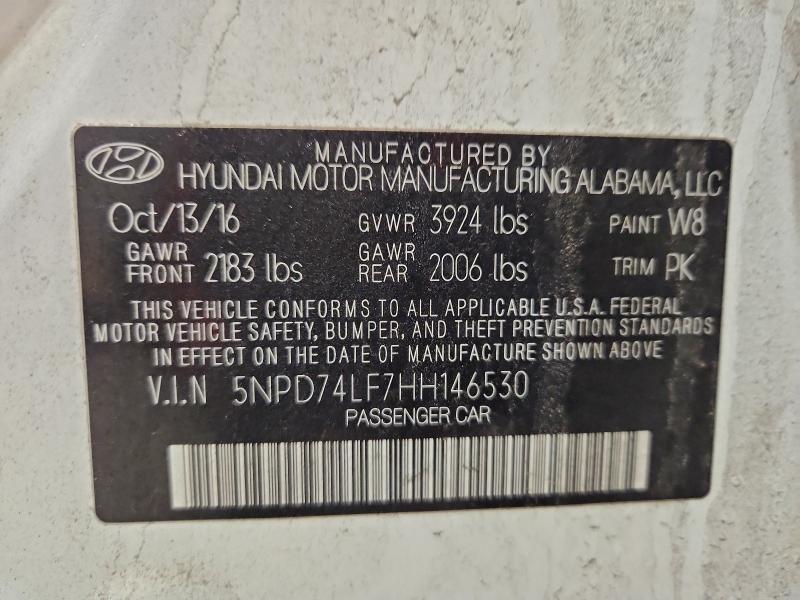 MANUFACTURED BY
HYUNDAI MOTOR MANUFACTURING ALABAMA, LLC
Oct/13/16 GVWR 3924 lbs PAINT W8
GAWR FRONT 2183 lbs GAWR REAR 2006 lbs TRIM PK
THIS VEHICLE CONFORMS TO ALL APPLICABLE U.S.A. FEDERAL
MOTOR VEHICLE SAFETY, BUMPER, AND THEFT PREVENTION STANDARDS
IN EFFECT ON THE DATE OF MANUFACTURE SHOWN ABOVE
V.I.N 5NPD74LF7HH146530
PASSENGER CAR